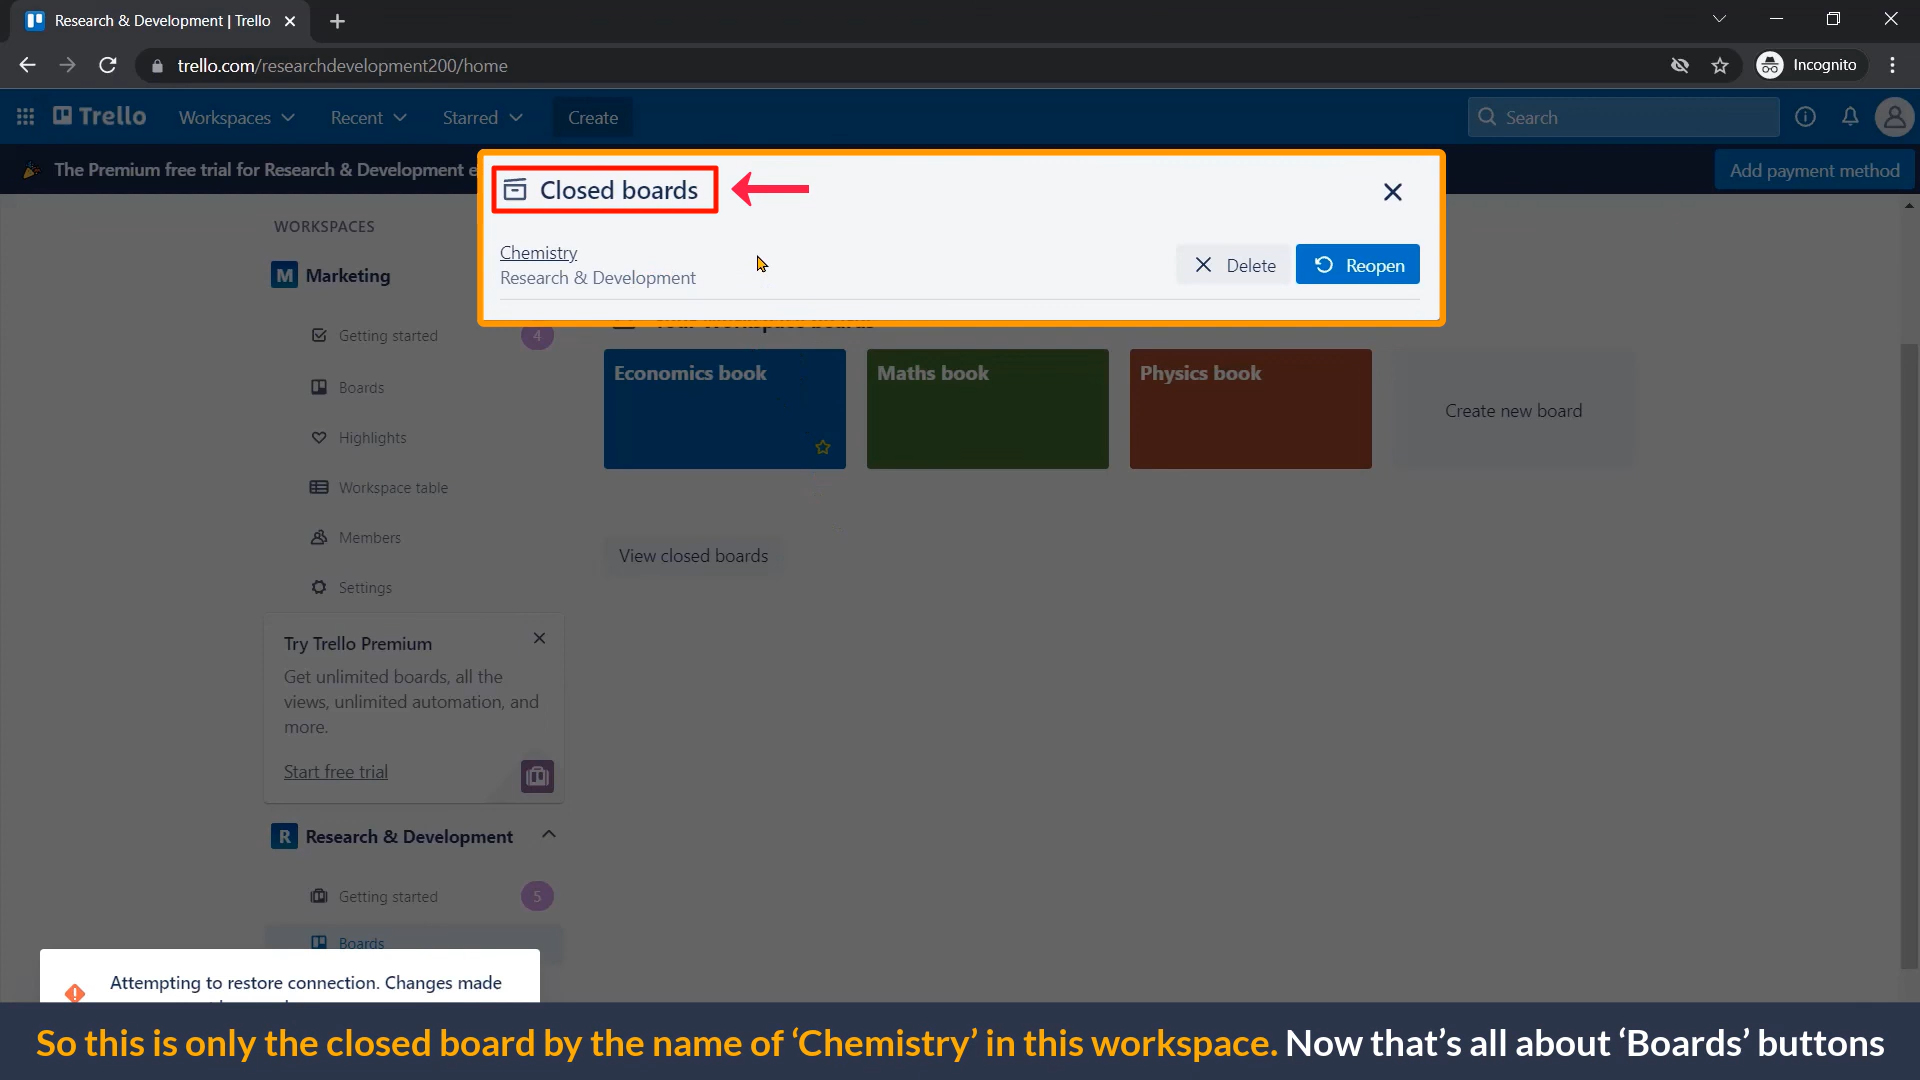 Research & Development | Trello
trello.com/researchdevelopment200/home
Incognito
Trello
Workspaces
Recent
Starred
Create
Search
The Premium free trial for Research & Development e
Add payment method
Closed boards
Chemistry
Research & Development
Delete
Reopen
WORKSPACES
M Marketing
Getting started
4
Boards
Highlights
Workspace table
Members
Settings
Economics book
Maths book
Physics book
Create new board
View closed boards
Try Trello Premium
Get unlimited boards, all the
views, unlimited automation, and
more.
Start free trial
R Research & Development
Getting started
5
Boards
Attempting to restore connection. Changes made
So this is only the closed board by the name of ‘Chemistry’ in this workspace. Now that’s all about ‘Boards’ buttons